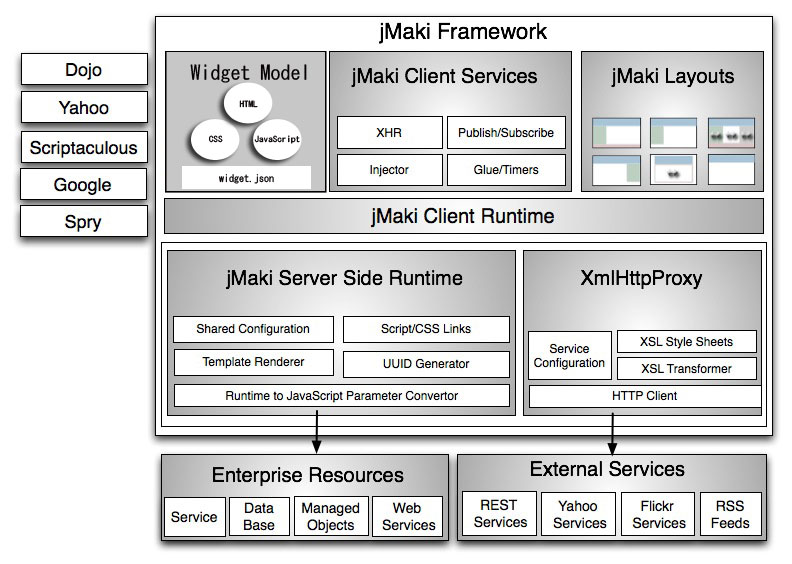 jMaki Framework
Dojo
Yahoo
Scriptaculous
Google
Spry
Widget Model
HTML
CSS
JavaScript
widget.json
jMaki Client Services
XHR
Publish/Subscribe
Injector
Glue/Timers
jMaki Layouts
jMaki Client Runtime
jMaki Server Side Runtime
Shared Configuration
Script/CSS Links
Template Renderer
UUID Generator
Runtime to JavaScript Parameter Convertor
XmlHttpProxy
Service
Configuration
XSL Style Sheets
XSL Transformer
HTTP Client
Enterprise Resources
Service
Data
Base
Managed
Objects
Web
Services
External Services
REST
Services
Yahoo
Services
Flickr
Services
RSS
Feeds